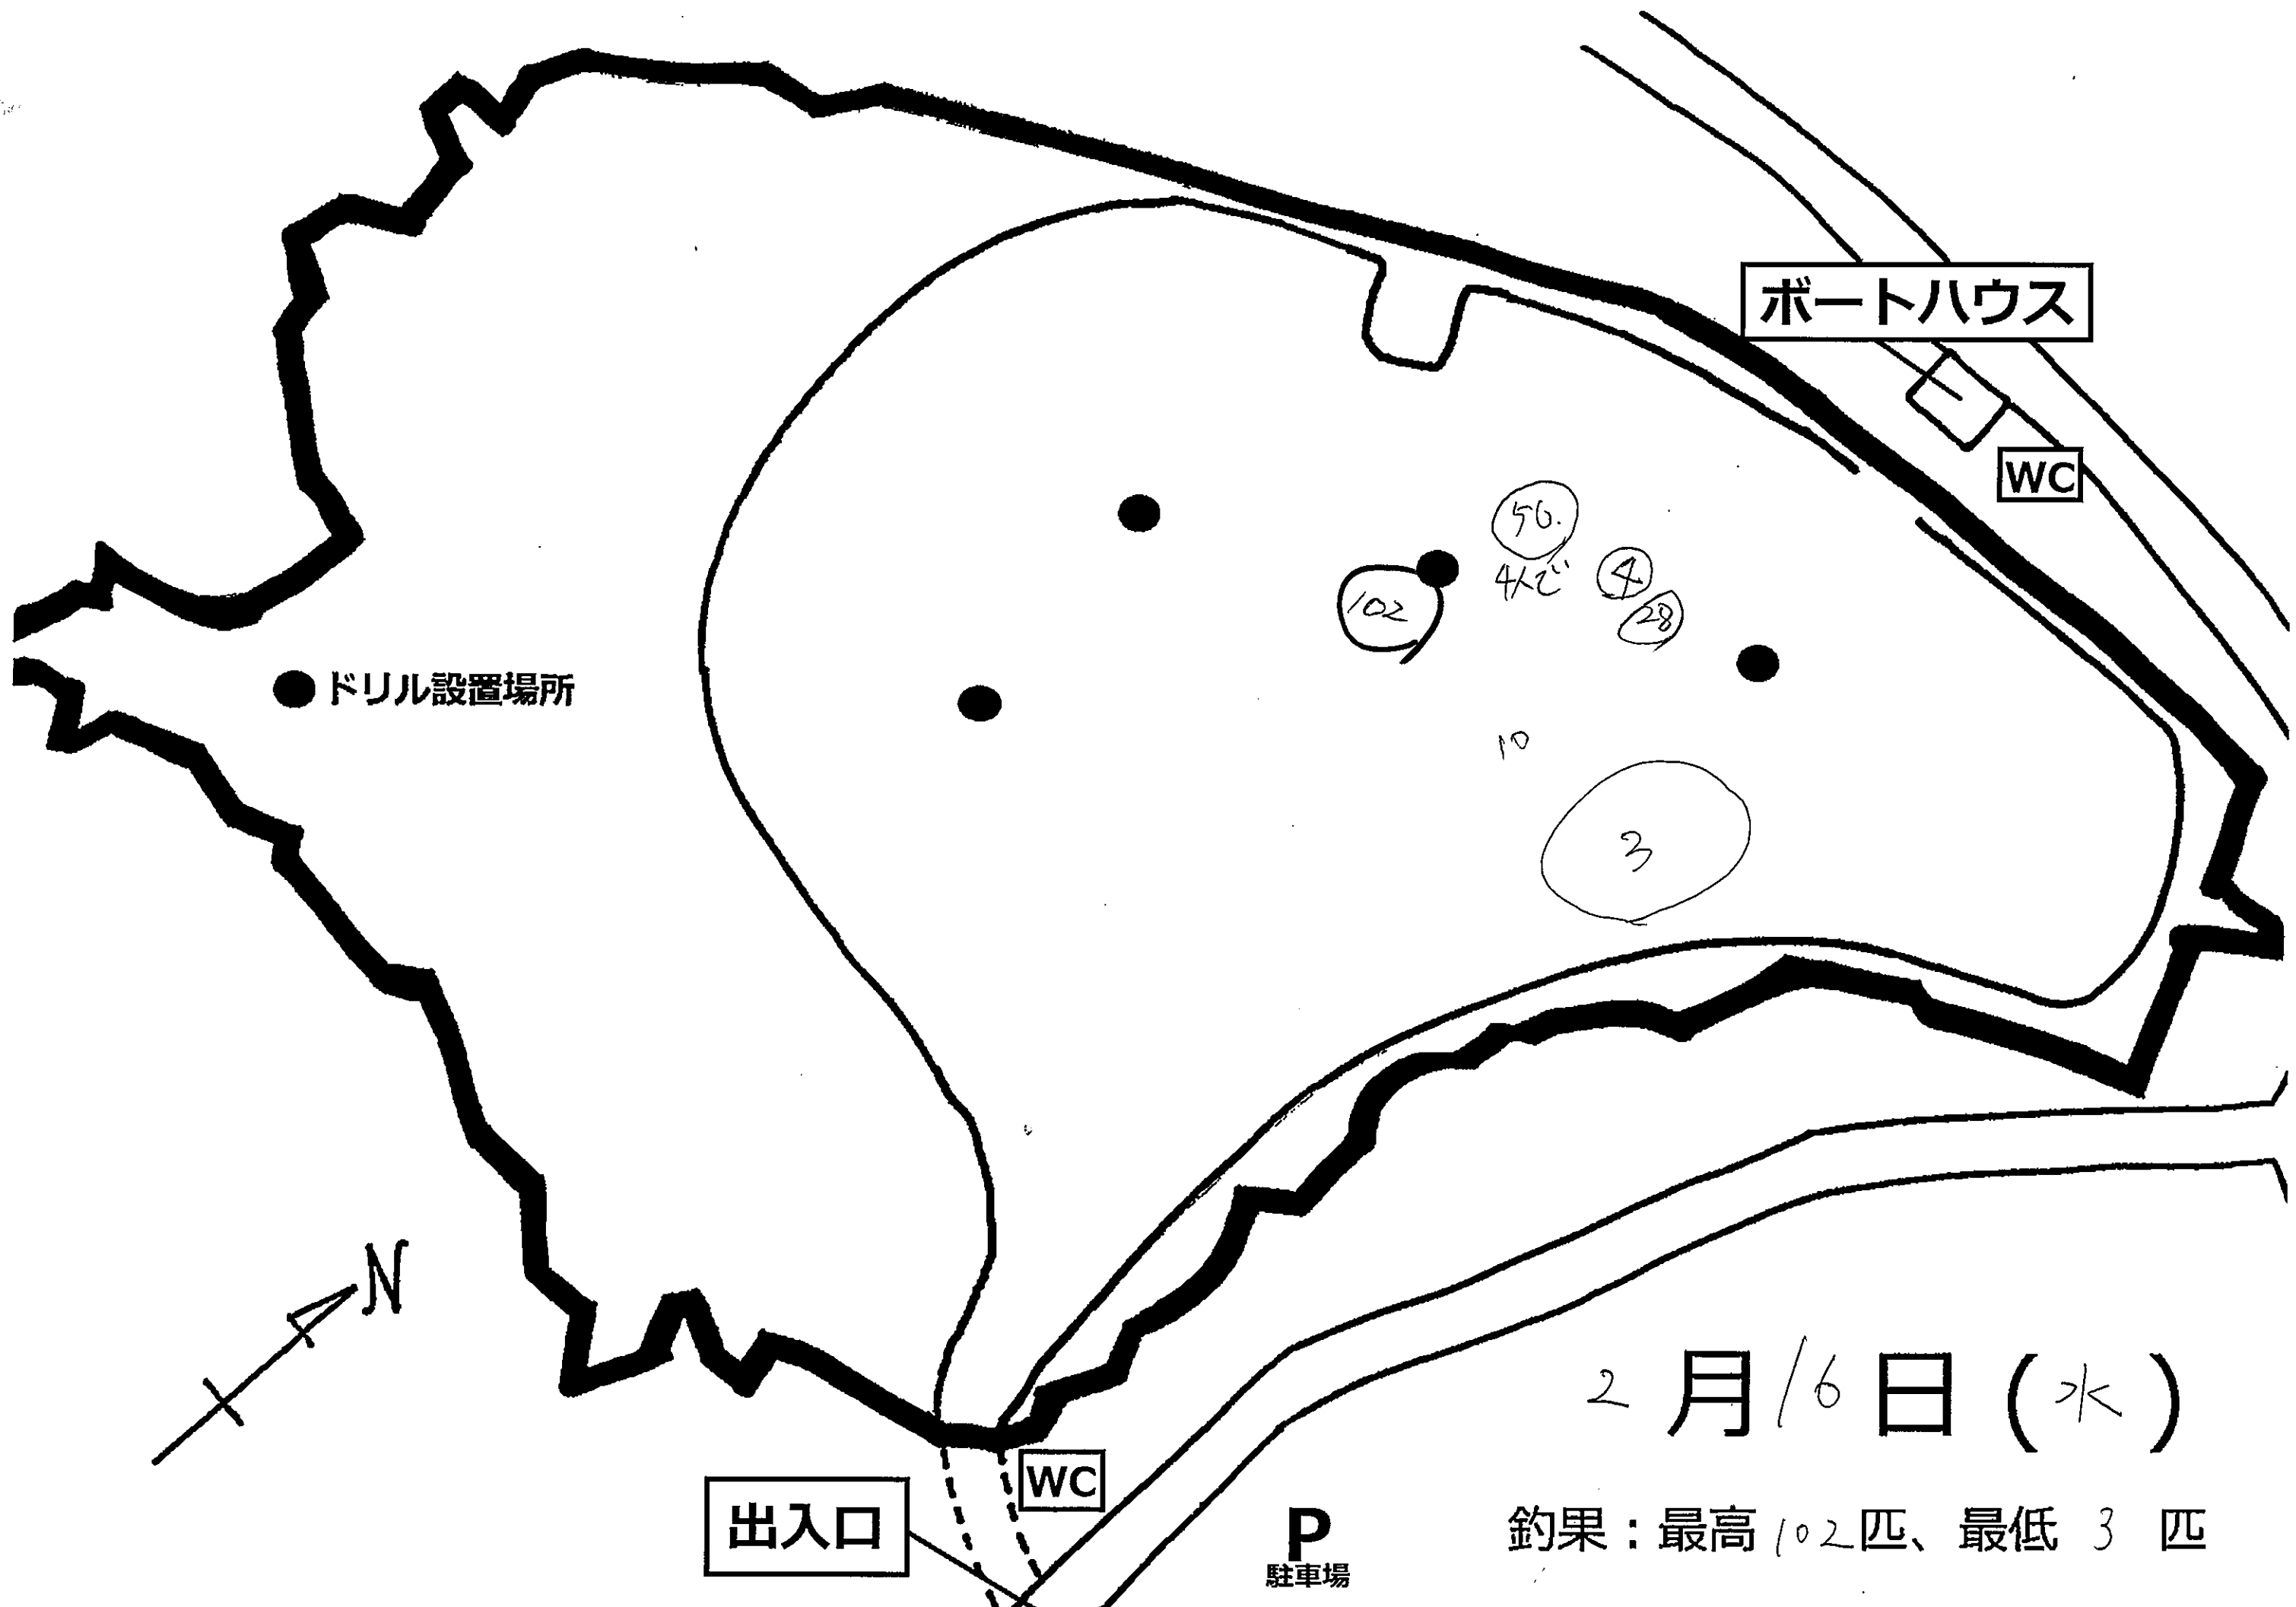 ボートハウス
WC
50.
4人で
4
102
28
ドリル設置場所
10
3
N
2月16日(水)
WC
出入口
P
駐車場
釣果:最高102匹、最低3匹